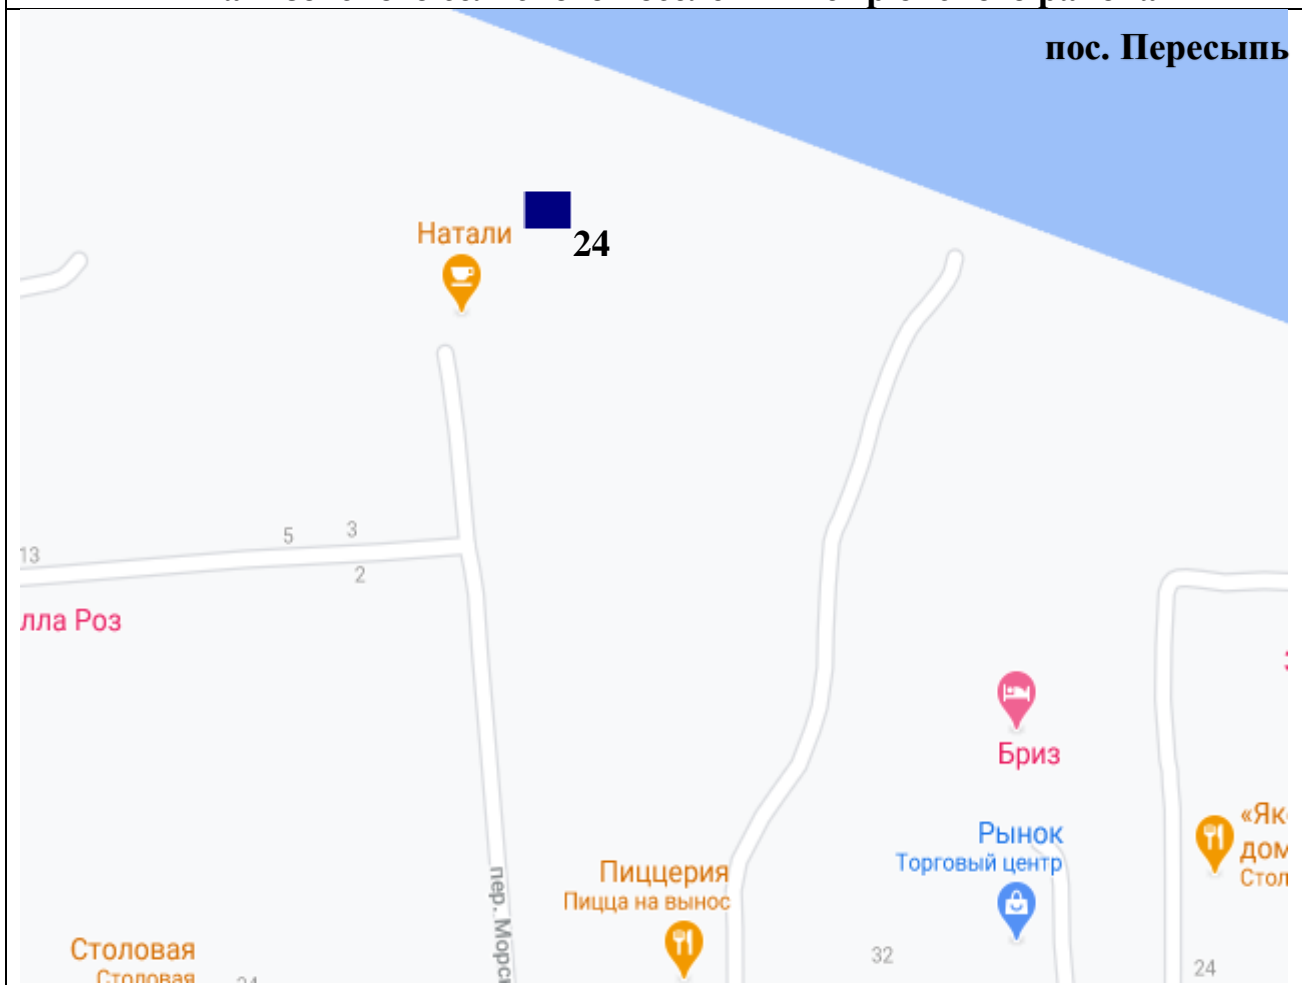 пос. Пересыпь
Натали
24
5
3
13
2
лла Роз
Бриз
«Як
дом
Стол
Рынок
Торговый центр
Пиццерия
Пицца на вынос
пер. Морс
Столовая
Столовая
32
24